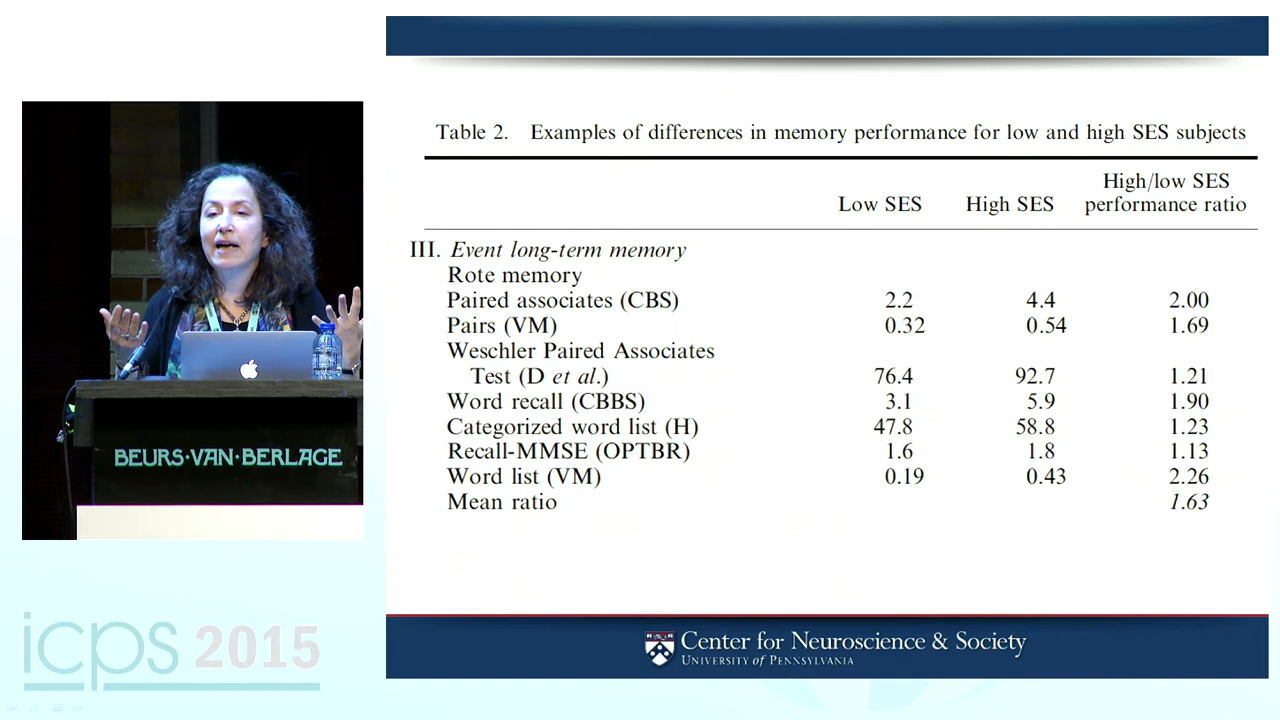 Table 2. Examples of differences in memory performance for low and high SES subjects
High/low SES
Low SES High SES performance ratio
III. Event long-term memory
Rote memory
Paired associates (CBS) 2.2 4.4 2.00
Pairs (VM) 0.32 0.54 1.69
Weschler Paired Associates
Test (D et al.) 76.4 92.7 1.21
Word recall (CBBS) 3.1 5.9 1.90
Categorized word list (H) 47.8 58.8 1.23
Recall-MMSE (OPTBR) 1.6 1.8 1.13
Word list (VM) 0.19 0.43 2.26
Mean ratio 1.63
BEURS·VAN·BERLAGE
icps 2015
Center for Neuroscience & Society
UNIVERSITY of PENNSYLVANIA